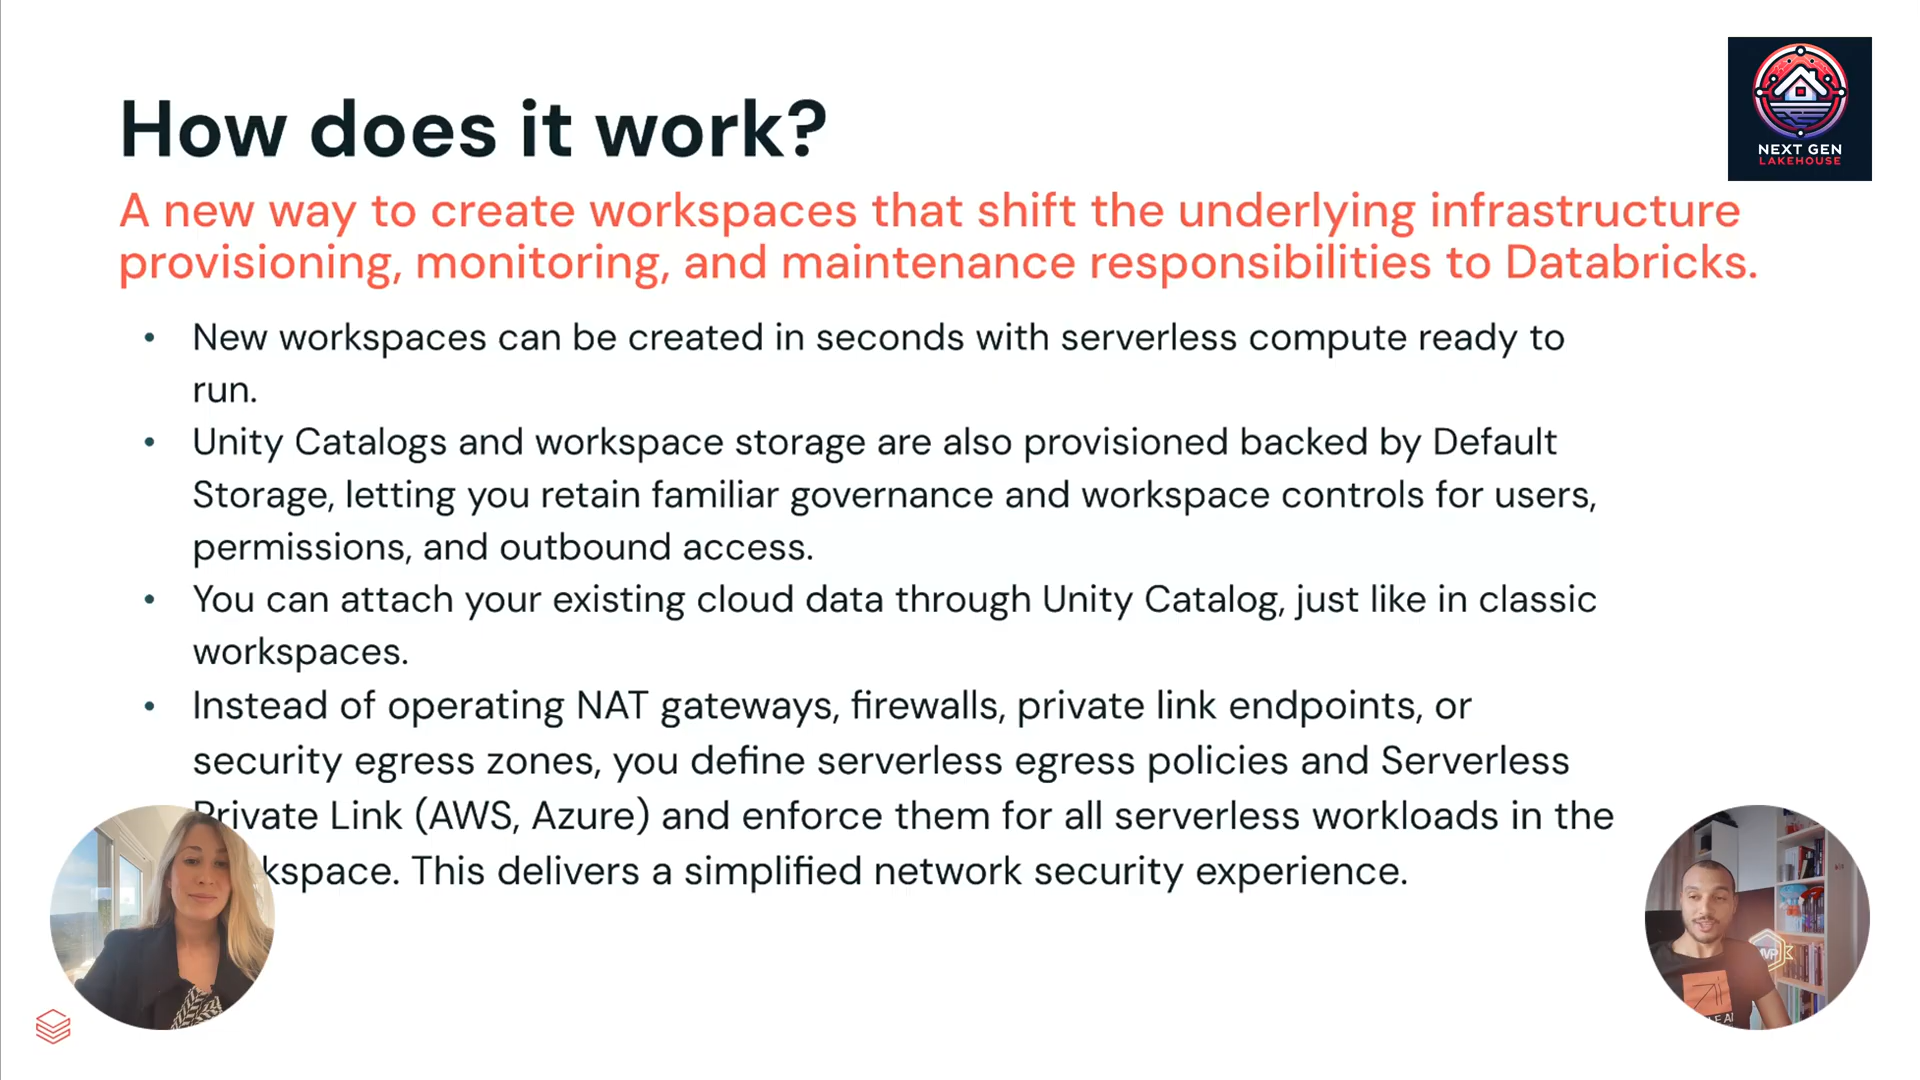 How does it work?
NEXT GEN
LAKEHOUSE
A new way to create workspaces that shift the underlying infrastructure
provisioning, monitoring, and maintenance responsibilities to Databricks.
• New workspaces can be created in seconds with serverless compute ready to
run.
• Unity Catalogs and workspace storage are also provisioned backed by Default
Storage, letting you retain familiar governance and workspace controls for users,
permissions, and outbound access.
• You can attach your existing cloud data through Unity Catalog, just like in classic
workspaces.
• Instead of operating NAT gateways, firewalls, private link endpoints, or
security egress zones, you define serverless egress policies and Serverless
Private Link (AWS, Azure) and enforce them for all serverless workloads in the
kspace. This delivers a simplified network security experience.